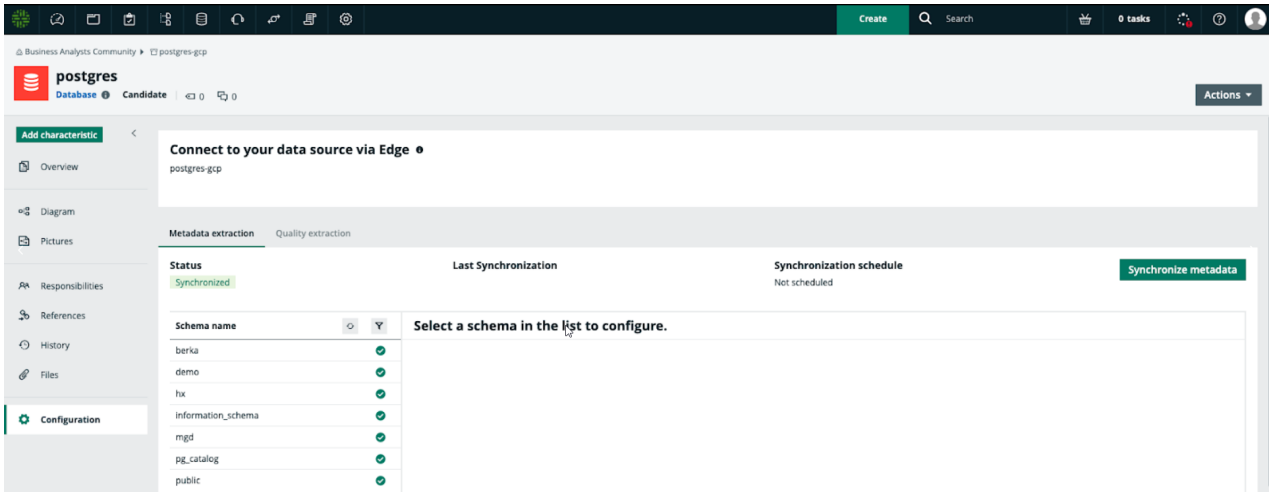 Create
Search
0 tasks
Business Analysts Community
postgres-gcp
postgres
Database
Candidate
0
0
Actions
Add characteristic
Overview
Diagram
Pictures
Responsibilities
References
History
Files
Configuration
Connect to your data source via Edge
postgres-gcp
Metadata extraction
Quality extraction
Status
Synchronized
Last Synchronization
Synchronization schedule
Not scheduled
Synchronize metadata
Schema name
berka
demo
hx
information_schema
mgd
pg_catalog
public
Select a schema in the list to configure.